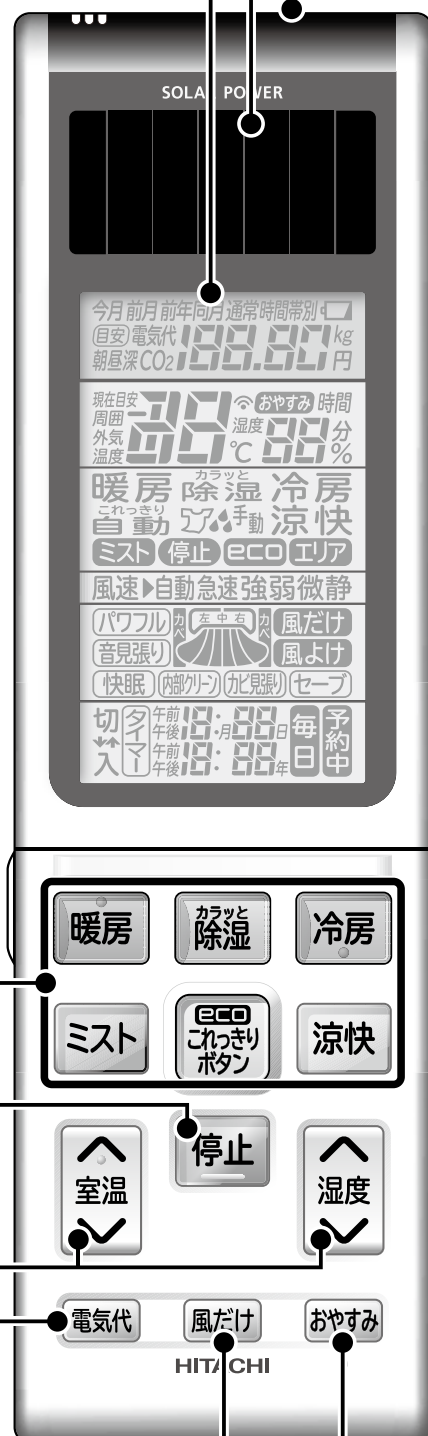 SOLAR POWER
今月前月前年同月通常時間帯別
目安 電気代 188.80 kg
朝昼深 CO2 円
現在目安 88 おやすみ 時間
周囲 湿度 88 分
外気 ℃ %
温度
カラッと
暖房 除湿 冷房
これっきり
自動 手動 涼快
ミスト 停止 eco エリア
風速▶自動急速強弱微静
パワフル カベ 左 中 右 カベ 風だけ
音見張り 風よけ
快眠 内部クリーン カビ見張り セーブ
切 タイマー 午前 18:88 毎日 予約中
午後 月 日
入 午前 18:88
午後 年
暖房 カラッと除湿 冷房
ミスト eco これっきりボタン 涼快
停止
室温 湿度
電気代 風だけ おやすみ
HITACHI